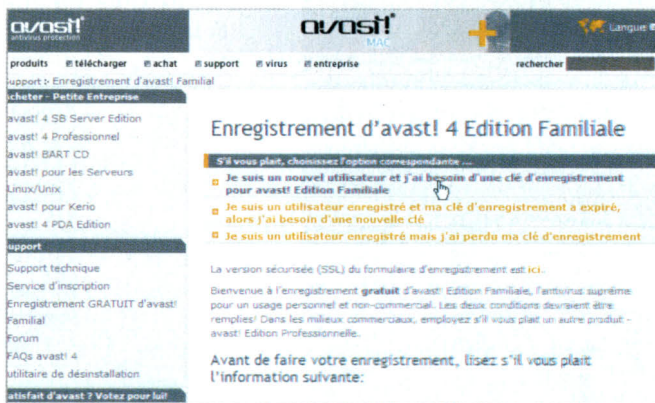 avast!
antivirus protection
avast!
MAC
Langue
produits télécharger achat support virus entreprise rechercher
upport > Enregistrement d'avast! Familial
cheter - Petite Entreprise
avast! 4 SB Server Edition
avast! 4 Professionnel
avast! BART CD
avast! pour les Serveurs
Linux/Unix
avast! pour Kerio
avast! 4 PDA Edition
upport
Support technique
Service d'inscription
Enregistrement GRATUIT d'avast!
Familial
Forum
FAQs avast! 4
utilitaire de désinstallation
atisfait d'avast ? Votez pour lui!
Enregistrement d'avast! 4 Edition Familiale
S'il vous plait, choisissez l'option correspondante ...
Je suis un nouvel utilisateur et j'ai besoin d'une clé d'enregistrement
pour avast! Edition Familiale
Je suis un utilisateur enregistré et ma clé d'enregistrement a expiré,
alors j'ai besoin d'une nouvelle clé
Je suis un utilisateur enregistré mais j'ai perdu ma clé d'enregistrement
La version sécurisée (SSL) du formulaire d'enregistrement est ici..
Bienvenue à l'enregistrement gratuit d'avast! Edition Familiale, l'antivirus suprême
pour un usage personnel et non-commercial. Les deux conditions devraient être
remplies! Dans les milieux commerciaux, employez s'il vous plait un autre produit -
avast! Edition Professionnelle.
Avant de faire votre enregistrement, lisez s'il vous plait
l'information suivante: